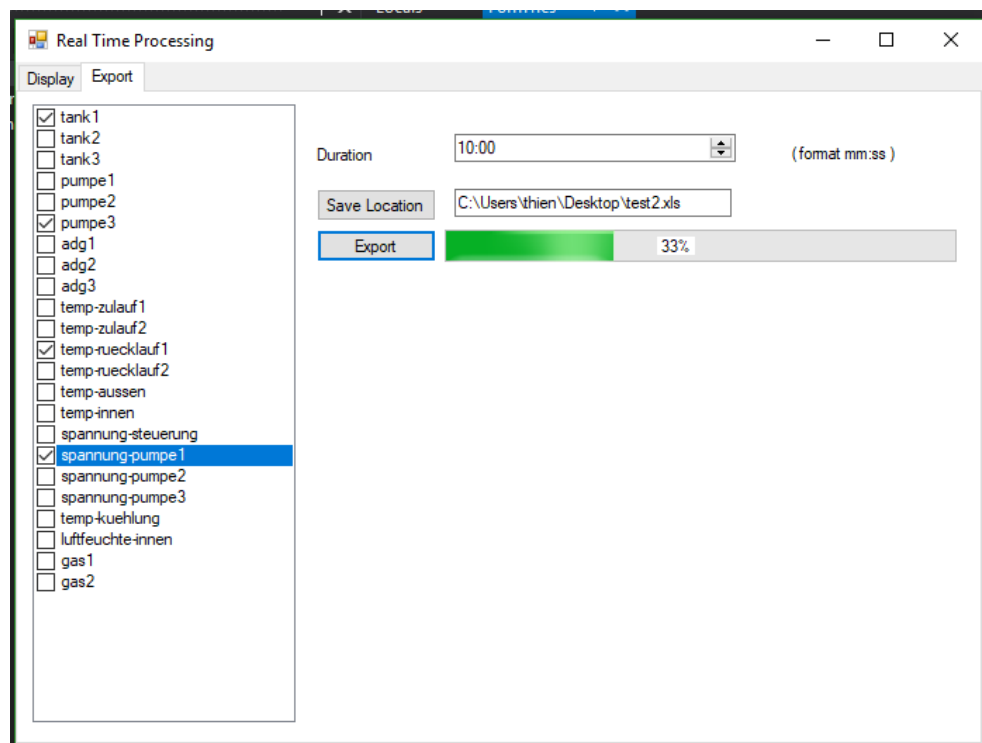 Real Time Processing
Display Export
tank1
tank2
tank3
pumpe1
pumpe2
pumpe3
adg1
adg2
adg3
temp-zulauf1
temp-zulauf2
temp-ruecklauf1
temp-ruecklauf2
temp-aussen
temp-innen
spannung-steuerung
spannung-pumpe1
spannung-pumpe2
spannung-pumpe3
temp-kuehlung
luftfeuchte-innen
gas1
gas2
Duration 10:00 (format mm:ss )
Save Location C:\Users\thien\Desktop\test2.xls
Export 33%